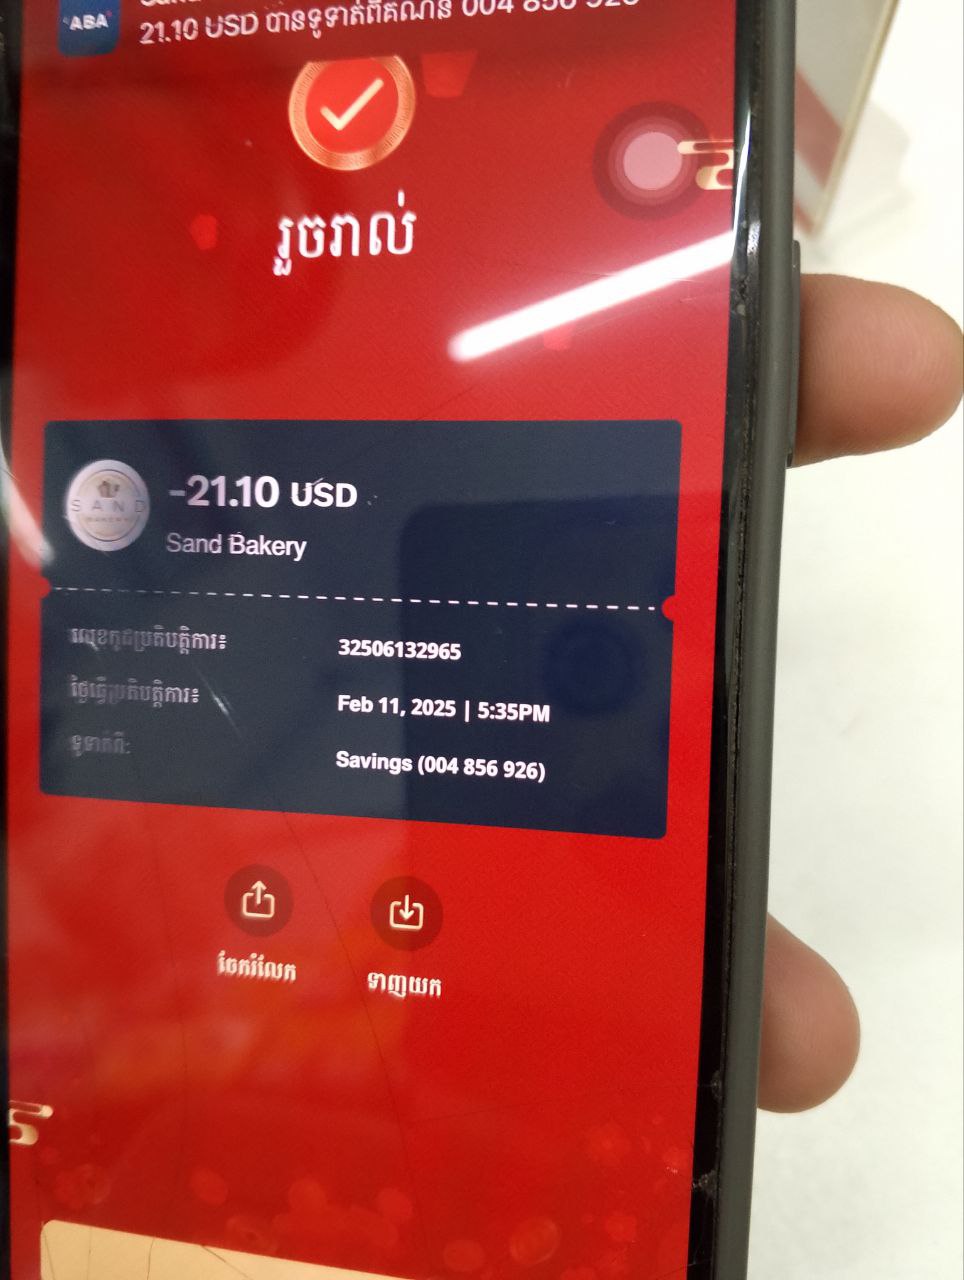 ABA
21.10 USD បានទូទាត់ពីគណនី 004 856 926
រួចរាល់
SAND
BAKERY
-21.10 USD
Sand Bakery
លេខកូដប្រតិបត្តិការ៖ 32506132965
ថ្ងៃធ្វើប្រតិបត្តិការ៖ Feb 11, 2025 | 5:35PM
ទូទាត់ពី: Savings (004 856 926)
ចែករំលែក ទាញយក